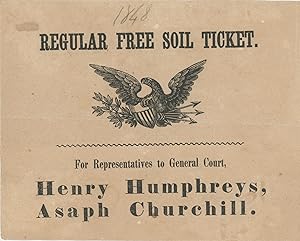 1848
REGULAR FREE SOIL TICKET.
For Representatives to General Court,
Henry Humphreys,
Asaph Churchill.